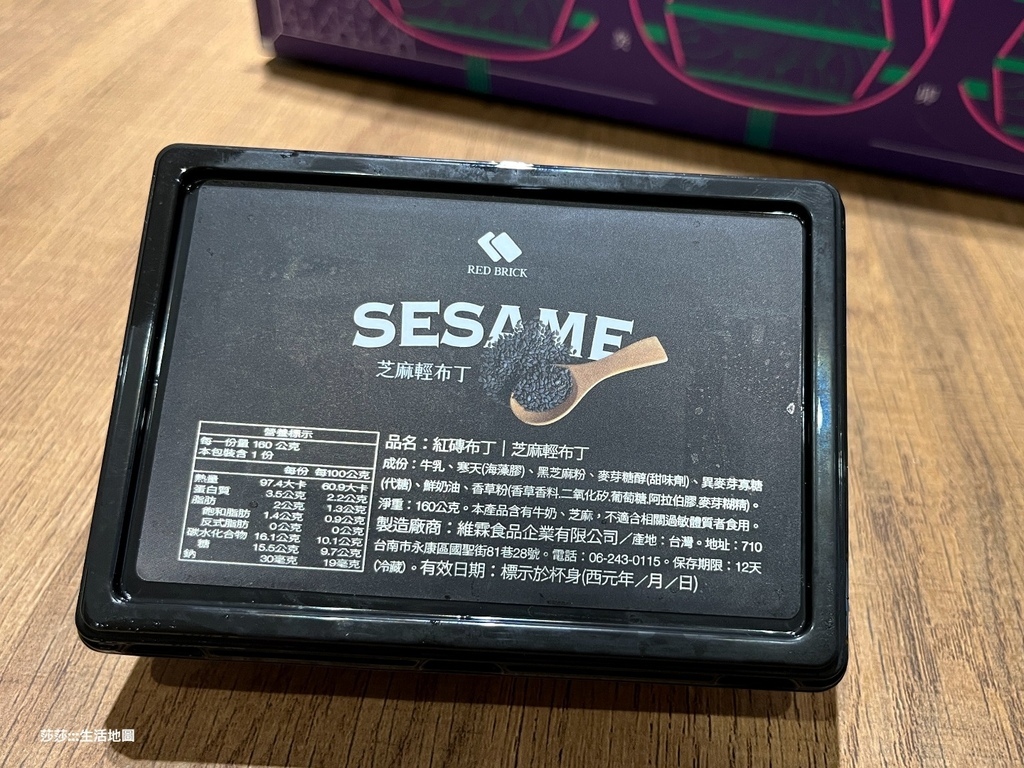 RED BRICK
SESAME
芝麻輕布丁
營養標示
每一份量 160 公克
本包裝含 1 份
每份 每100公克
熱量 97.4大卡 60.9大卡
蛋白質 3.5公克 2.2公克
脂肪 2公克 1.3公克
飽和脂肪 1.4公克 0.9公克
反式脂肪 0公克 0公克
碳水化合物 16.1公克 10.1公克
糖 15.5公克 9.7公克
鈉 30毫克 19毫克
品名：紅磚布丁｜芝麻輕布丁
成份：牛乳、寒天(海藻膠)、黑芝麻粉、麥芽糖醇(甜味劑)、異麥芽寡糖
(代糖)、鮮奶油、香草粉(香草香料.二氧化矽.葡萄糖.阿拉伯膠.麥芽糊精)。
淨重：160公克。本產品含有牛奶、芝麻，不適合相關過敏體質者食用。
製造廠商：維霖食品企業有限公司／產地：台灣。地址：710
台南市永康區國聖街81巷28號。電話：06-243-0115。保存期限：12天
(冷藏)。有效日期：標示於杯身(西元年／月／日)
莎莎:::生活地圖